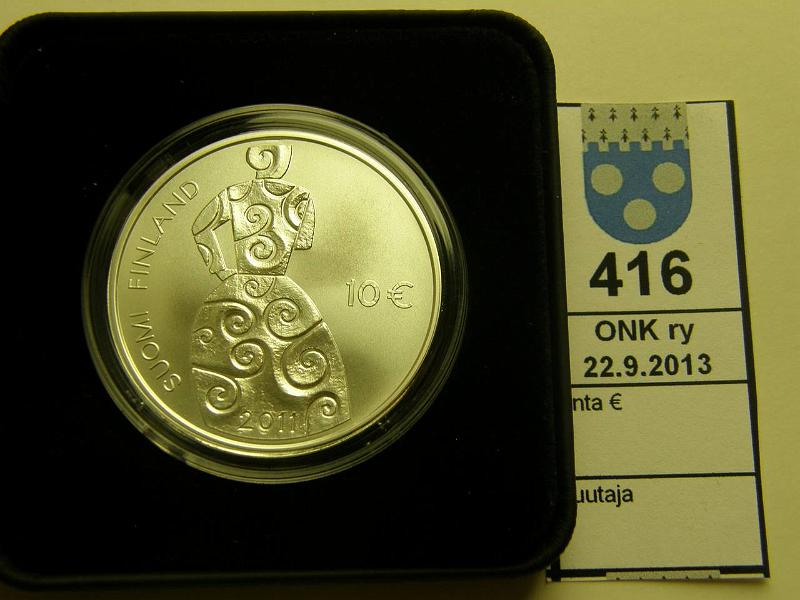 SUOMI FINLAND
10 €
2011
416
ONK ry
22.9.2013
nta €
uutaja